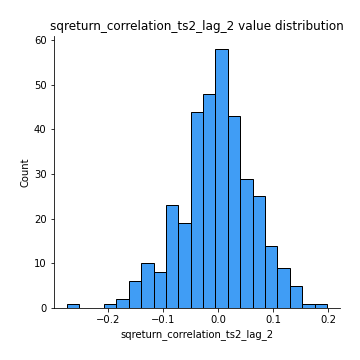 sqreturn_correlation_ts2_lag_2 value distribution
60
50
40
30
20
10
0
Count
−0.2 −0.1 0.0 0.1 0.2
sqreturn_correlation_ts2_lag_2